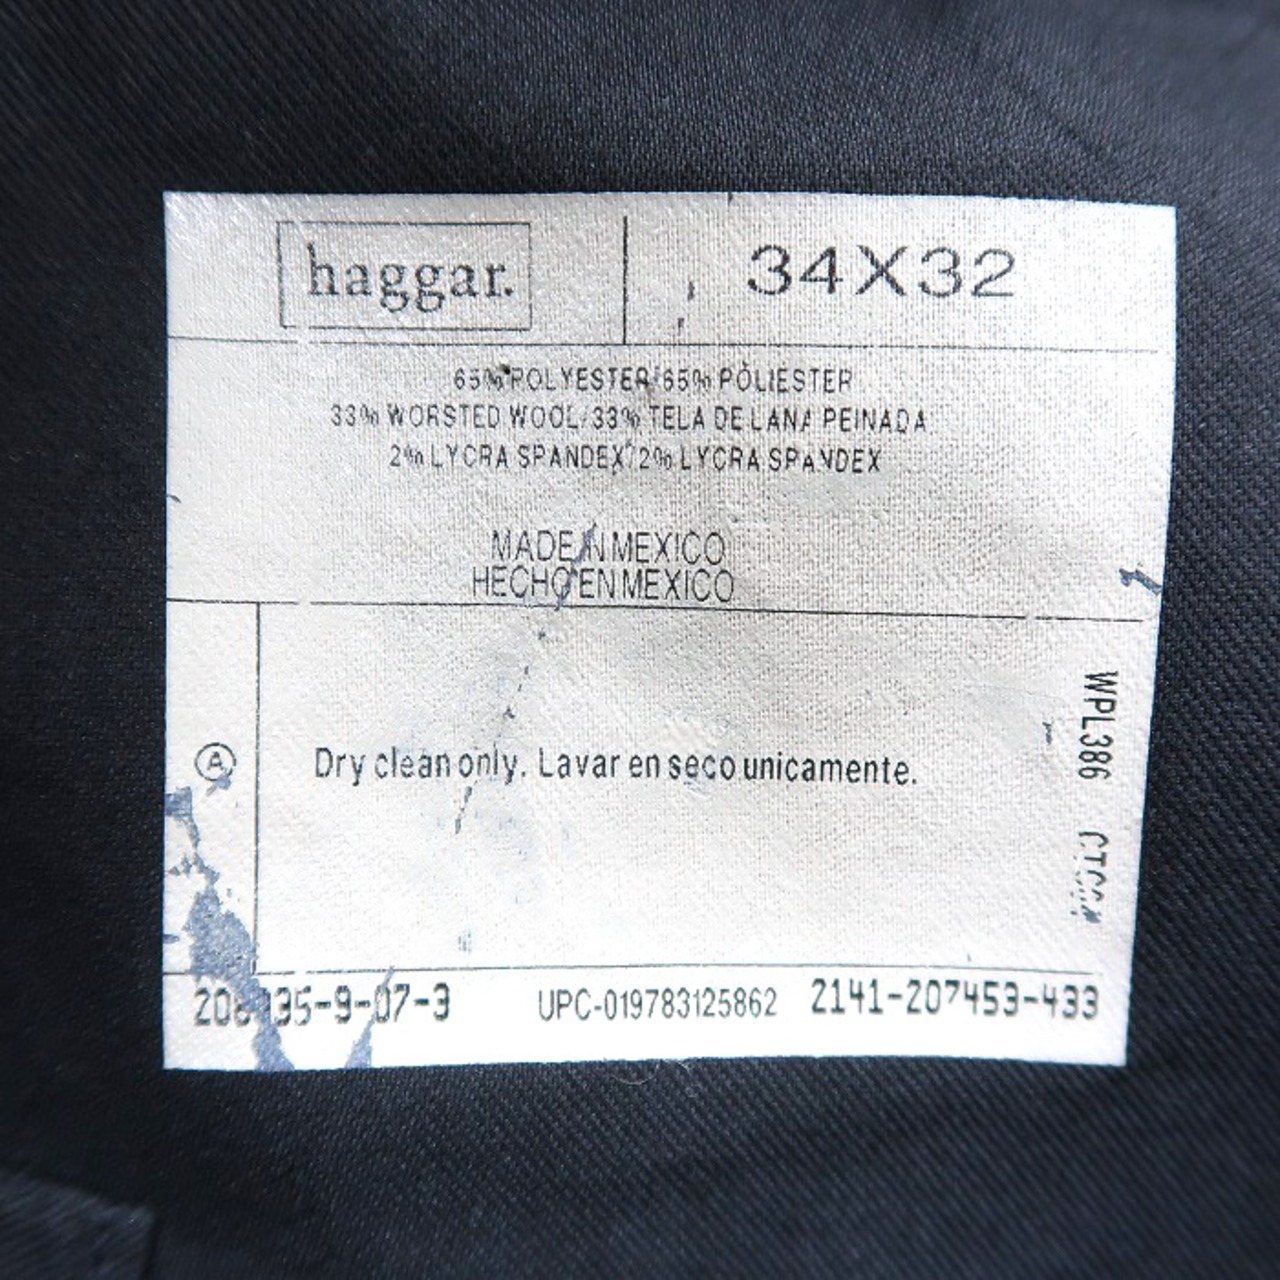 haggar.
34X32
65% POLYESTER/65% POLIESTER
33% WORSTED WOOL/33% TELA DE LANA PEINADA
2% LYCRA SPANDEX/2% LYCRA SPANDEX
MADE IN MEXICO
HECHO EN MEXICO
A
Dry clean only. Lavar en seco unicamente.
WPL386
UPC-019783125862
2141-207453-433